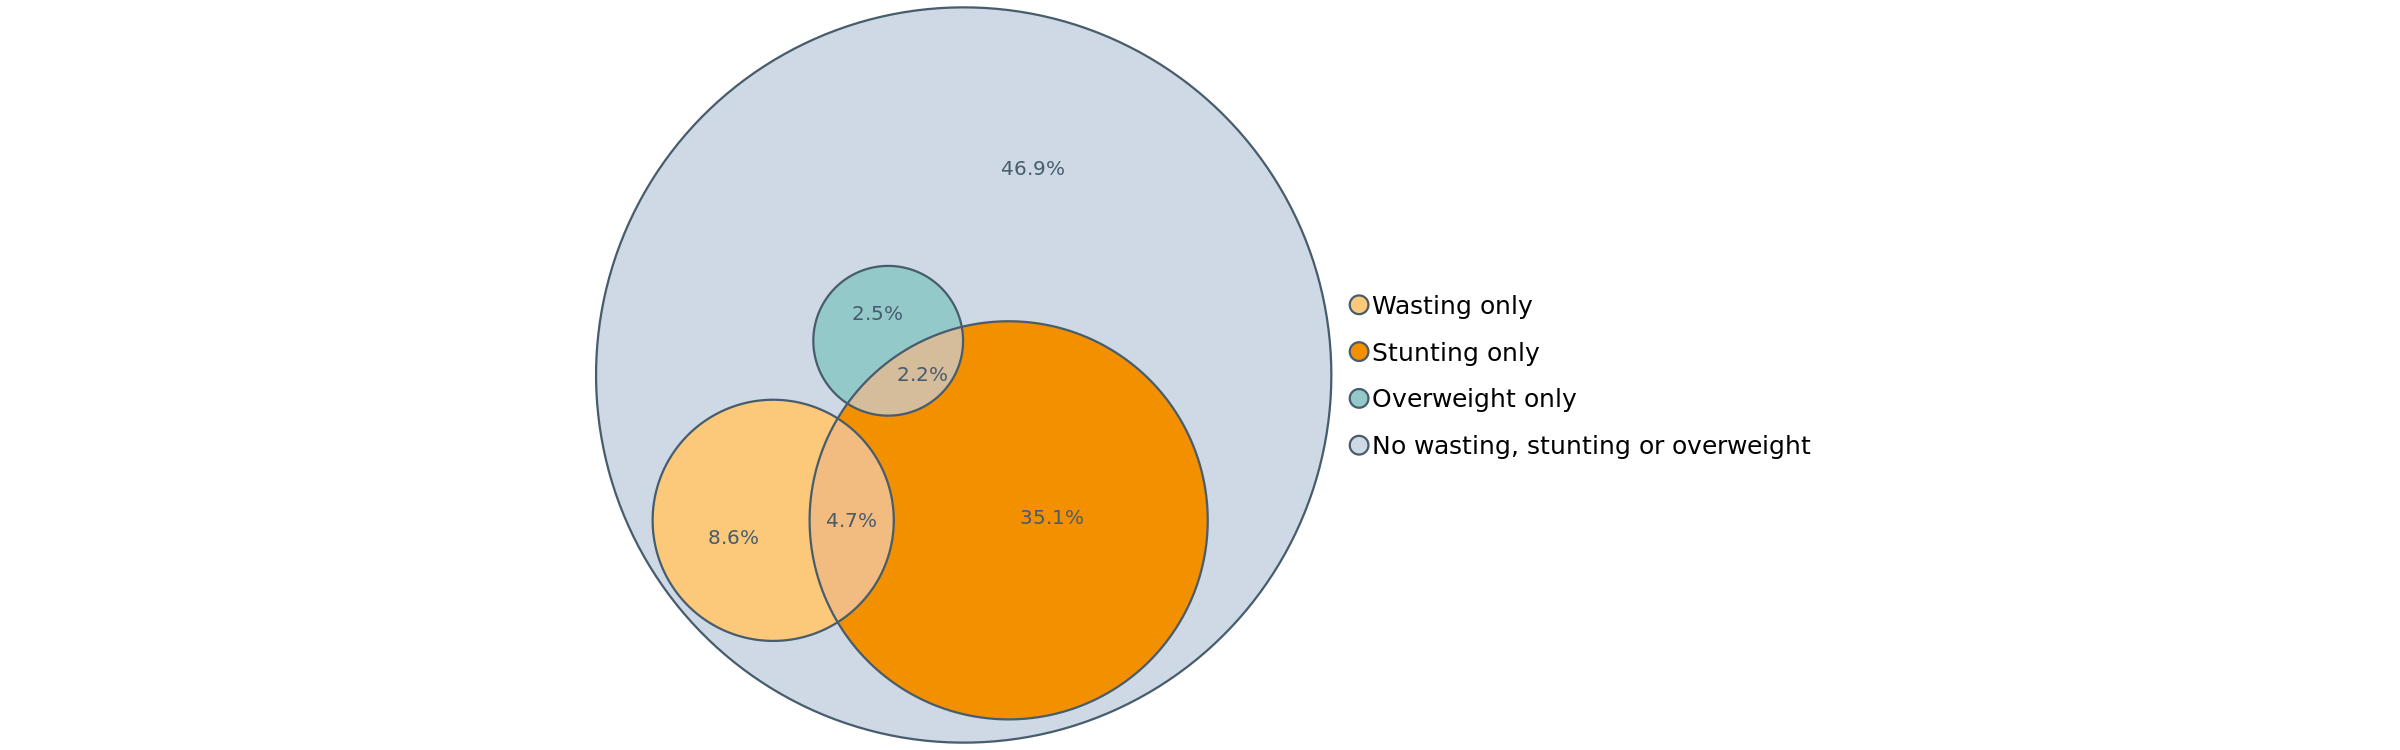 46.9%
2.5%
2.2%
8.6%
4.7%
35.1%
Wasting only
Stunting only
Overweight only
No wasting, stunting or overweight